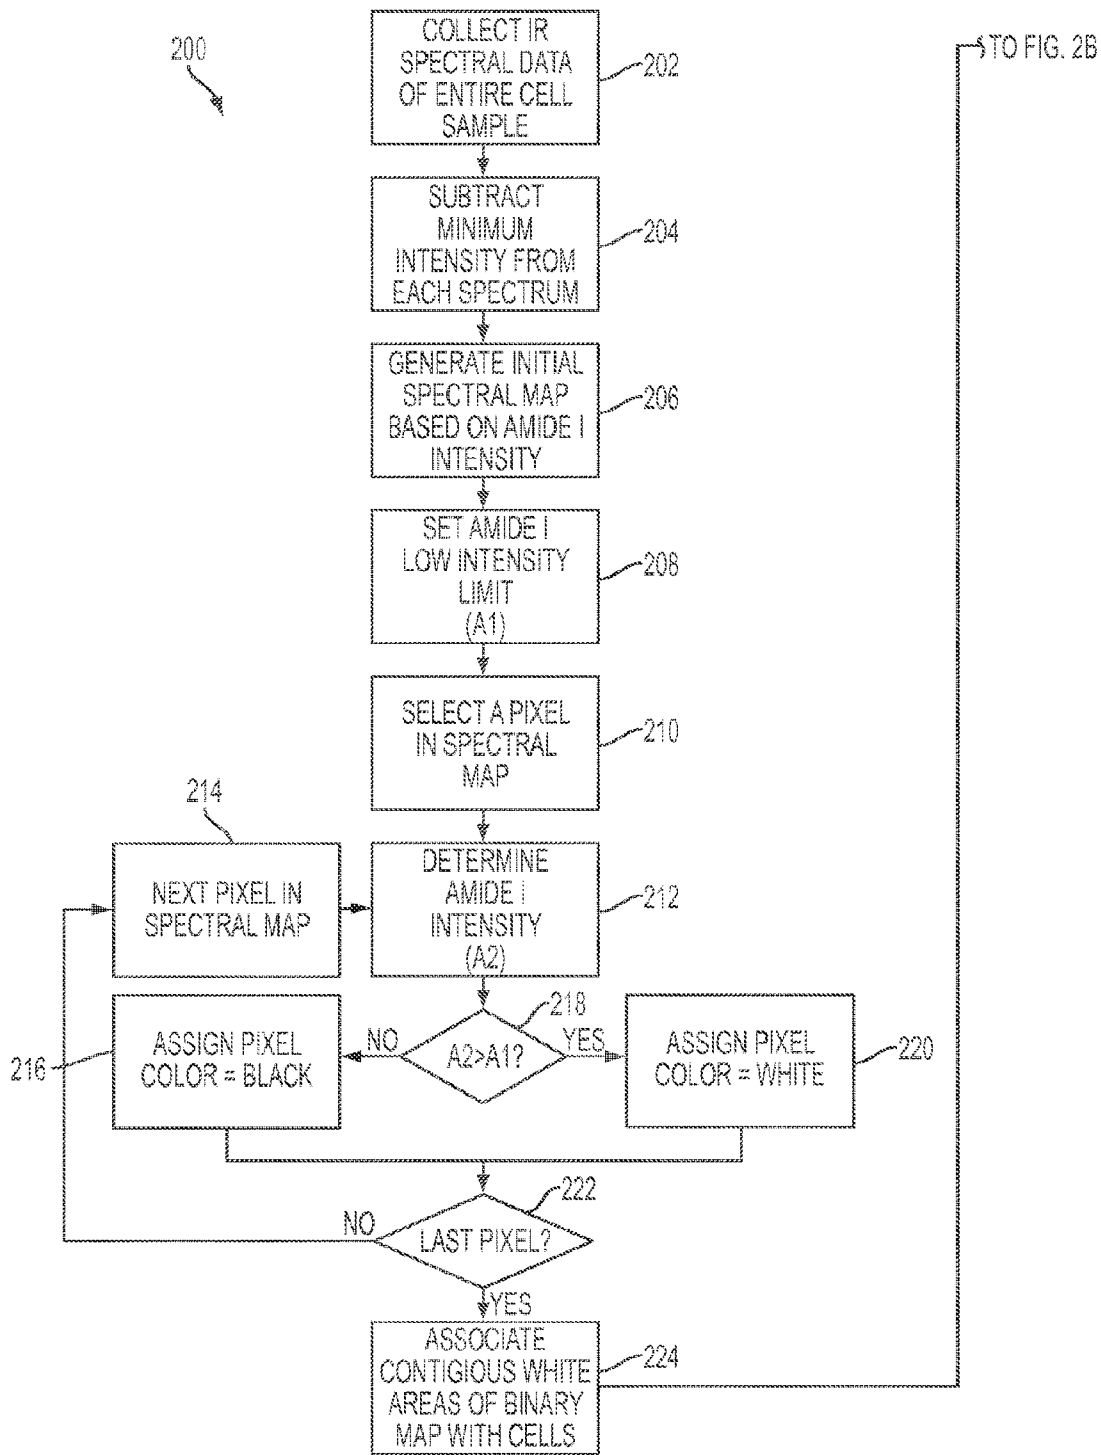 200
COLLECT IR
SPECTRAL DATA
OF ENTIRE CELL
SAMPLE
202
TO FIG. 2B
SUBTRACT
MINIMUM
INTENSITY FROM
EACH SPECTRUM
204
GENERATE INITIAL
SPECTRAL MAP
BASED ON AMIDE I
INTENSITY
206
SET AMIDE I
LOW INTENSITY
LIMIT
(A1)
208
SELECT A PIXEL
IN SPECTRAL
MAP
210
214
NEXT PIXEL IN
SPECTRAL MAP
DETERMINE
AMIDE I
INTENSITY
(A2)
212
218
NO
A2>A1?
YES
216
ASSIGN PIXEL
COLOR = BLACK
ASSIGN PIXEL
COLOR = WHITE
220
222
NO
LAST PIXEL?
YES
ASSOCIATE
CONTIGIOUS WHITE
AREAS OF BINARY
MAP WITH CELLS
224